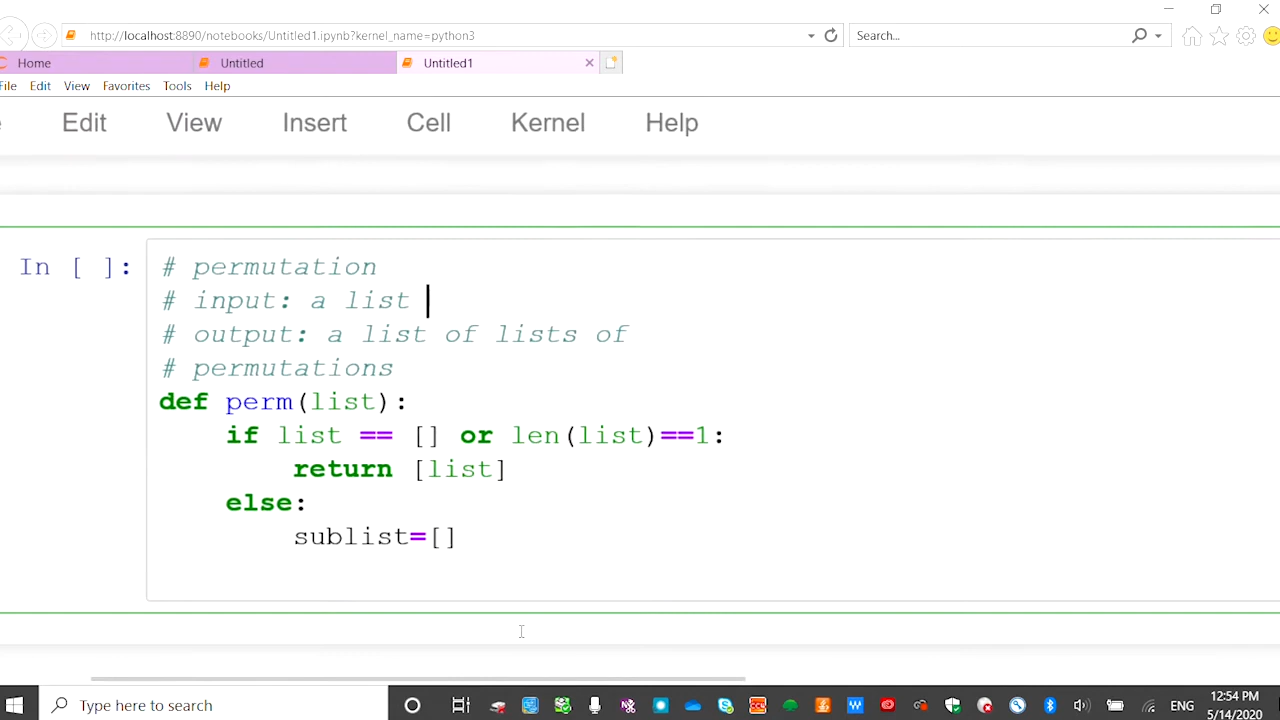 http://localhost:8890/notebooks/Untitled1.ipynb?kernel_name=python3
Search...
Home
Untitled
Untitled1
File Edit View Favorites Tools Help
Edit View Insert Cell Kernel Help
In [ ]:
# permutation
# input: a list
# output: a list of lists of
# permutations
def perm(list):
    if list == [] or len(list)==1:
        return [list]
    else:
        sublist=[]
Type here to search
ENG
12:54 PM
5/14/2020